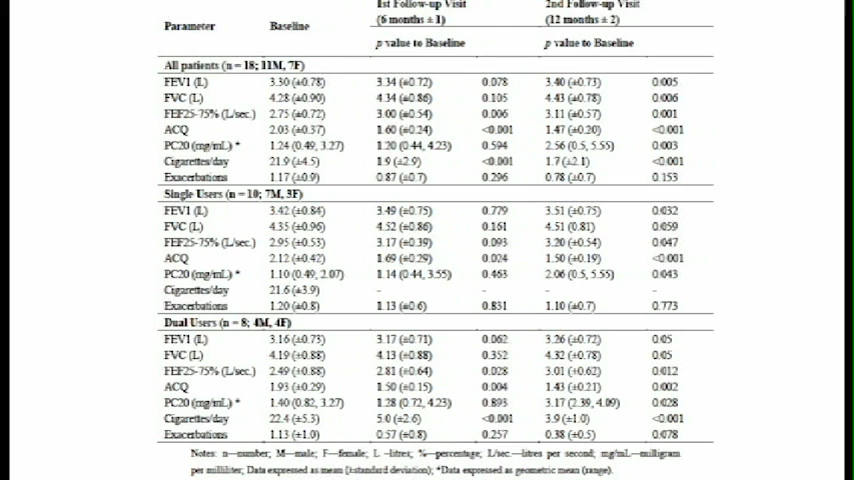 1st Follow-up Visit 2nd Follow-up Visit
Parameter Baseline (6 months ± 1) (12 months ± 2)
p value to Baseline p value to Baseline
All patients (n = 18; 11M, 7F)
FEV1 (L) 3.30 (±0.78) 3.34 (±0.72) 0.078 3.40 (±0.73) 0.005
FVC (L) 4.28 (±0.90) 4.34 (±0.86) 0.105 4.43 (±0.78) 0.006
FEF25-75% (L/sec.) 2.75 (±0.72) 3.00 (±0.54) 0.006 3.11 (±0.57) 0.001
ACQ 2.03 (±0.37) 1.60 (±0.24) <0.001 1.47 (±0.20) <0.001
PC20 (mg/mL) * 1.24 (0.49, 3.27) 1.20 (0.44, 4.23) 0.594 2.56 (0.5, 5.55) 0.003
Cigarettes/day 21.9 (±4.5) 1.9 (±2.9) <0.001 1.7 (±2.1) <0.001
Exacerbations 1.17 (±0.9) 0.87 (±0.7) 0.296 0.78 (±0.7) 0.153
Single Users (n = 10; 7M, 3F)
FEV1 (L) 3.42 (±0.84) 3.49 (±0.75) 0.779 3.51 (±0.75) 0.032
FVC (L) 4.35 (±0.96) 4.52 (±0.86) 0.161 4.51 (0.81) 0.059
FEF25-75% (L/sec.) 2.95 (±0.53) 3.17 (±0.39) 0.093 3.20 (±0.54) 0.047
ACQ 2.12 (±0.42) 1.69 (±0.29) 0.024 1.50 (±0.19) <0.001
PC20 (mg/mL) * 1.10 (0.49, 2.07) 1.14 (0.44, 3.55) 0.463 2.06 (0.5, 5.55) 0.043
Cigarettes/day 21.6 (±3.9) - - - -
Exacerbations 1.20 (±0.8) 1.13 (±0.6) 0.831 1.10 (±0.7) 0.773
Dual Users (n = 8; 4M, 4F)
FEV1 (L) 3.16 (±0.73) 3.17 (±0.71) 0.062 3.26 (±0.72) 0.05
FVC (L) 4.19 (±0.88) 4.13 (±0.88) 0.352 4.32 (±0.78) 0.05
FEF25-75% (L/sec.) 2.49 (±0.88) 2.81 (±0.64) 0.028 3.01 (±0.62) 0.012
ACQ 1.93 (±0.29) 1.50 (±0.15) 0.004 1.43 (±0.21) 0.002
PC20 (mg/mL) * 1.40 (0.82, 3.27) 1.28 (0.72, 4.23) 0.893 3.17 (2.39, 4.09) 0.028
Cigarettes/day 22.4 (±5.3) 5.0 (±2.6) <0.001 3.9 (±1.0) <0.001
Exacerbations 1.13 (±1.0) 0.57 (±0.8) 0.257 0.38 (±0.5) 0.078
Notes: n—number; M—male; F—female; L –litres; %—percentage; L/sec.—litres per second; mg/mL—milligram
per milliliter; Data expressed as mean (±standard deviation); *Data expressed as geometric mean (range).